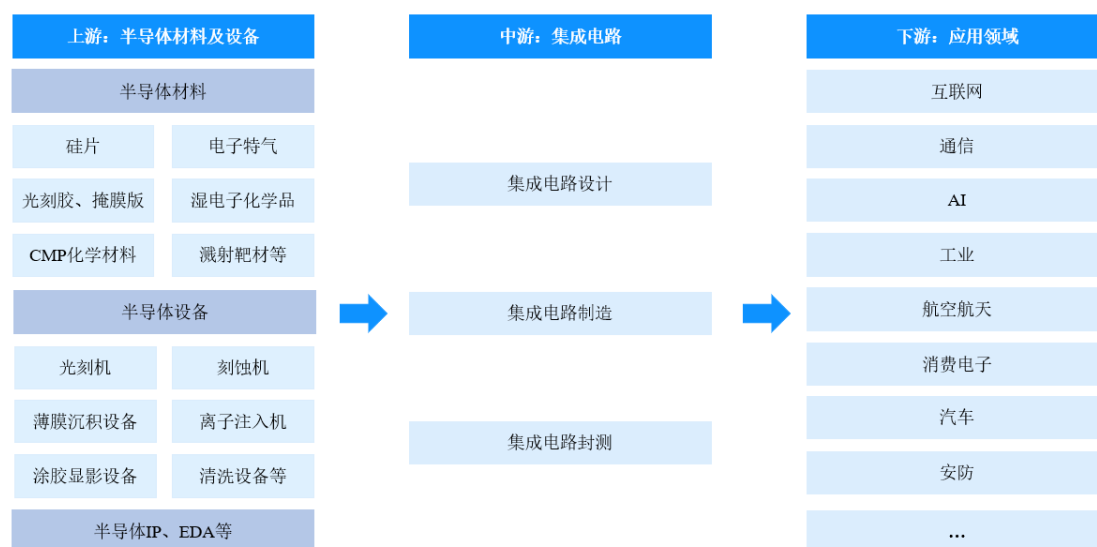 上游：半导体材料及设备
半导体材料
硅片
电子特气
光刻胶、掩膜版
湿电子化学品
CMP化学材料
溅射靶材等
半导体设备
光刻机
刻蚀机
薄膜沉积设备
离子注入机
涂胶显影设备
清洗设备等
半导体IP、EDA等
中游：集成电路
集成电路设计
集成电路制造
集成电路封测
下游：应用领域
互联网
通信
AI
工业
航空航天
消费电子
汽车
安防
...